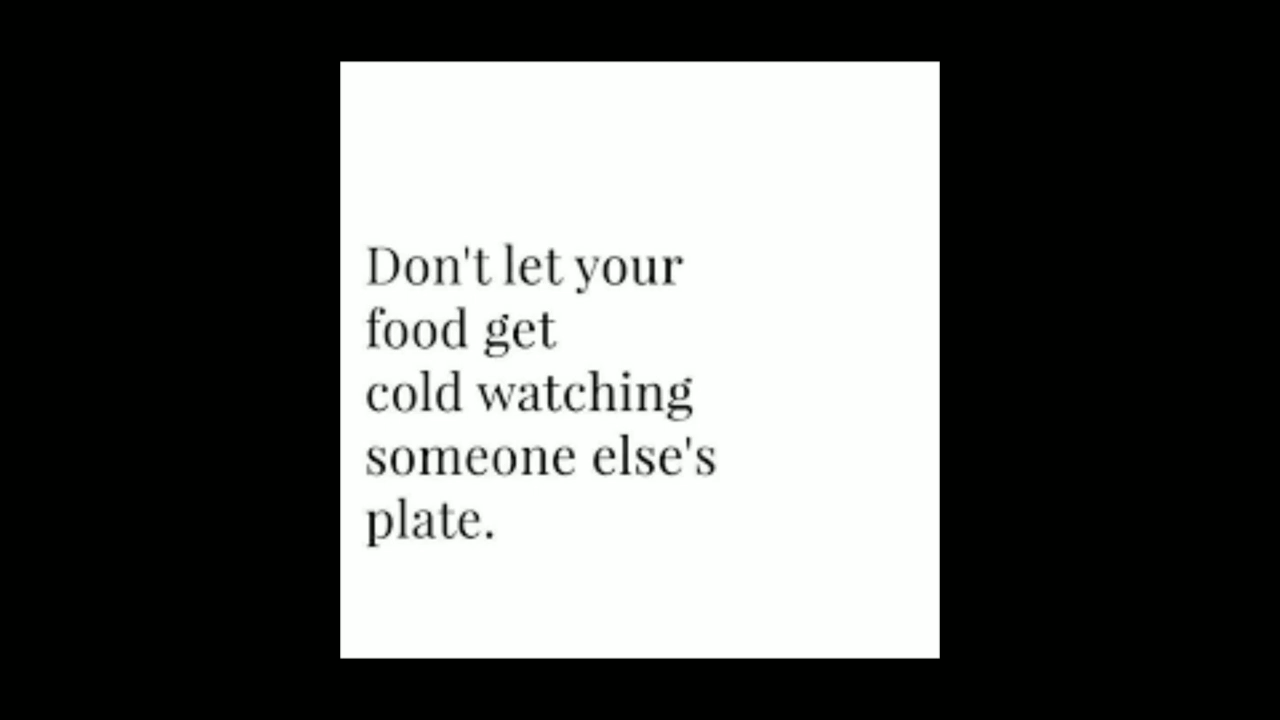 Don't let your
food get
cold watching
someone else's
plate.